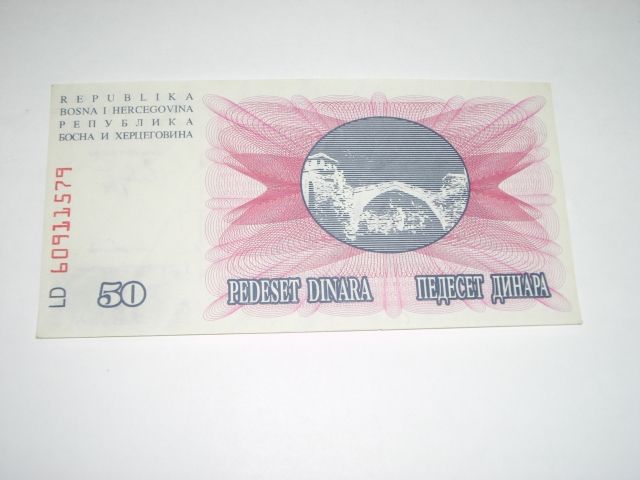 REPUBLIKA
BOSNA I HERCEGOVINA
РЕПУБЛИКА
БОСНА И ХЕРЦЕГОВИНА
LD 60911579
50
PEDESET DINARA
ПЕДЕСЕТ ДИНАРА